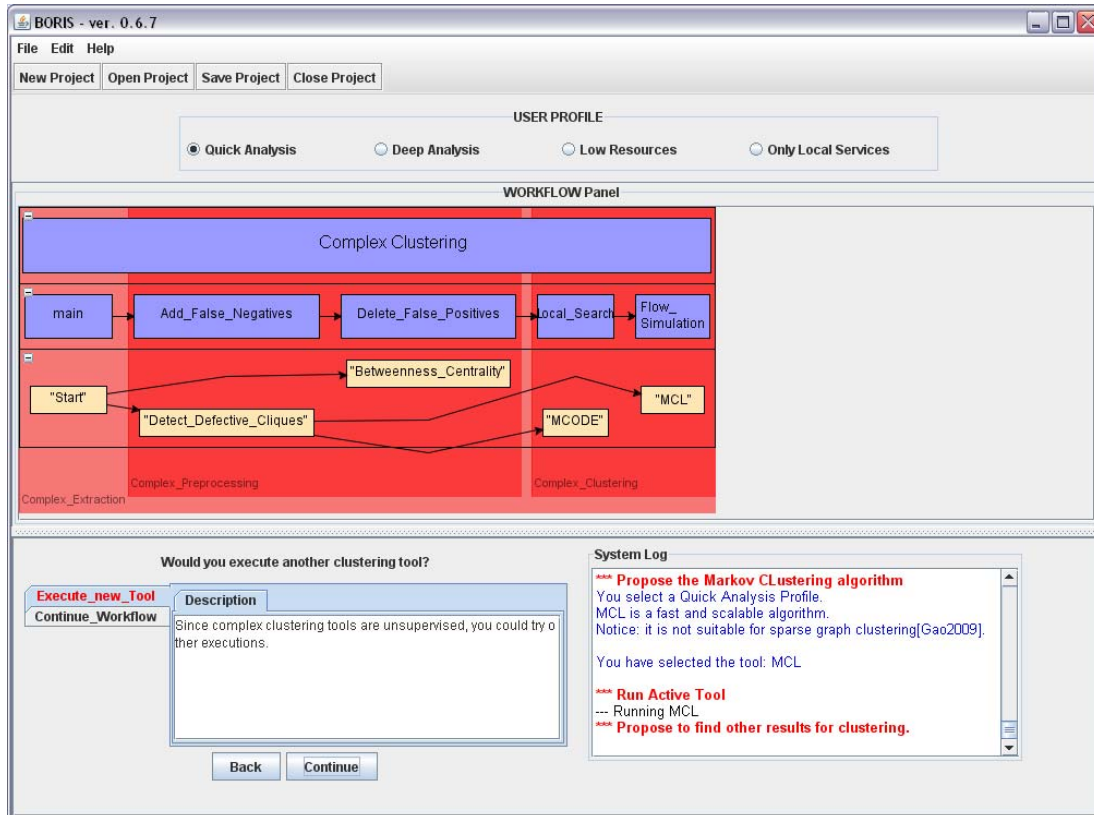 BORIS - ver. 0.6.7
File Edit Help
New Project Open Project Save Project Close Project
USER PROFILE
Quick Analysis Deep Analysis Low Resources Only Local Services
WORKFLOW Panel
Complex Clustering
main Add_False_Negatives Delete_False_Positives Local_Search Flow_
Simulation
"Betweenness_Centrality"
"Start" "MCL"
"Detect_Defective_Cliques" "MCODE"
Complex_Preprocessing Complex_Clustering
Complex_Extraction
Would you execute another clustering tool?
Execute_new_Tool
Continue_Workflow
Description
Since complex clustering tools are unsupervised, you could try o
ther executions.
Back Continue
System Log
*** Propose the Markov CLustering algorithm
You select a Quick Analysis Profile.
MCL is a fast and scalable algorithm.
Notice: it is not suitable for sparse graph clustering[Gao2009].
You have selected the tool: MCL
*** Run Active Tool
--- Running MCL
*** Propose to find other results for clustering.